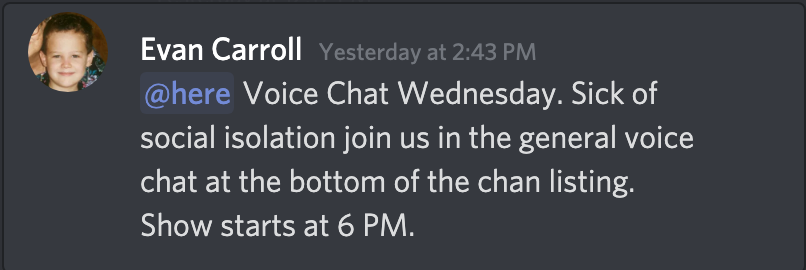 Evan Carroll Yesterday at 2:43 PM
@here Voice Chat Wednesday. Sick of
social isolation join us in the general voice
chat at the bottom of the chan listing.
Show starts at 6 PM.